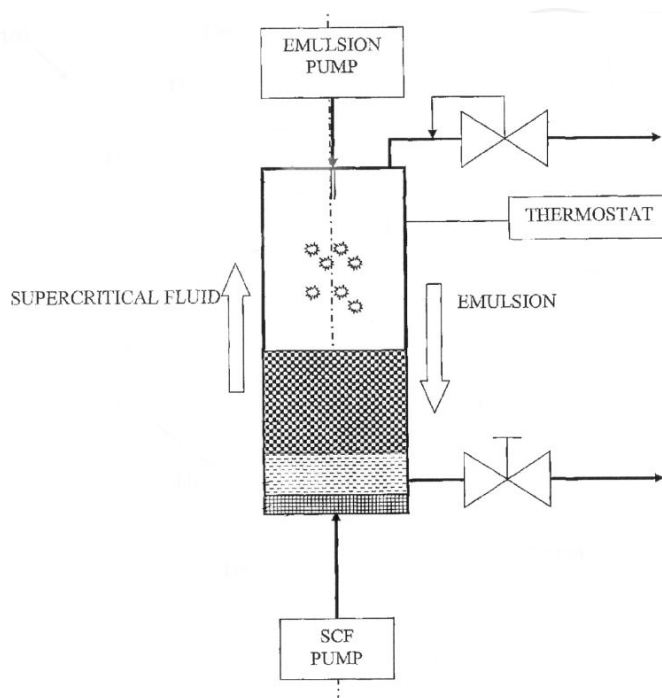 EMULSION
PUMP
THERMOSTAT
SUPERCRITICAL FLUID
EMULSION
SCF
PUMP